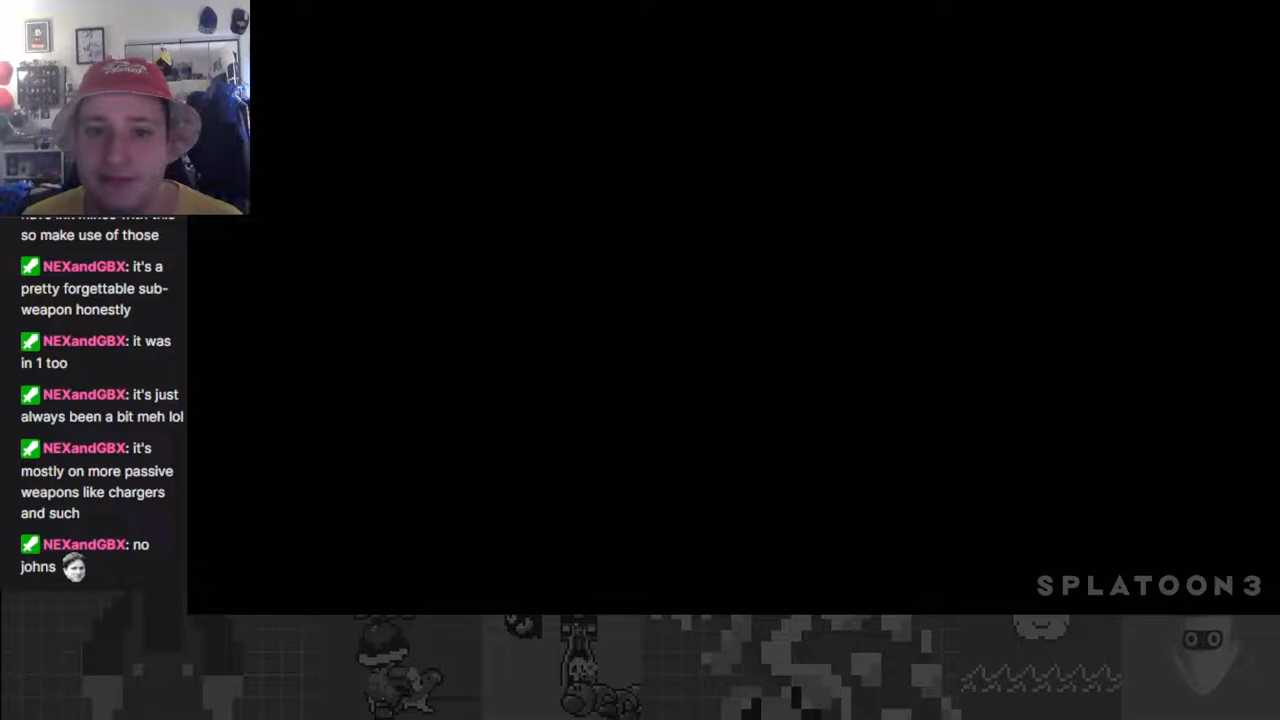 so make use of those
NEXandGBX: it's a
pretty forgettable sub-
weapon honestly
NEXandGBX: it was
in 1 too
NEXandGBX: it's just
always been a bit meh lol
NEXandGBX: it's
mostly on more passive
weapons like chargers
and such
NEXandGBX: no
johns
SPLATOON 3